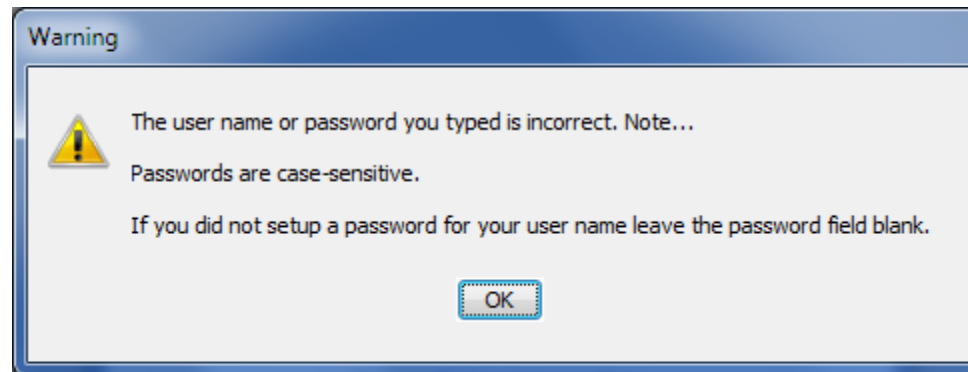 Warning
The user name or password you typed is incorrect. Note...
Passwords are case-sensitive.
If you did not setup a password for your user name leave the password field blank.
OK